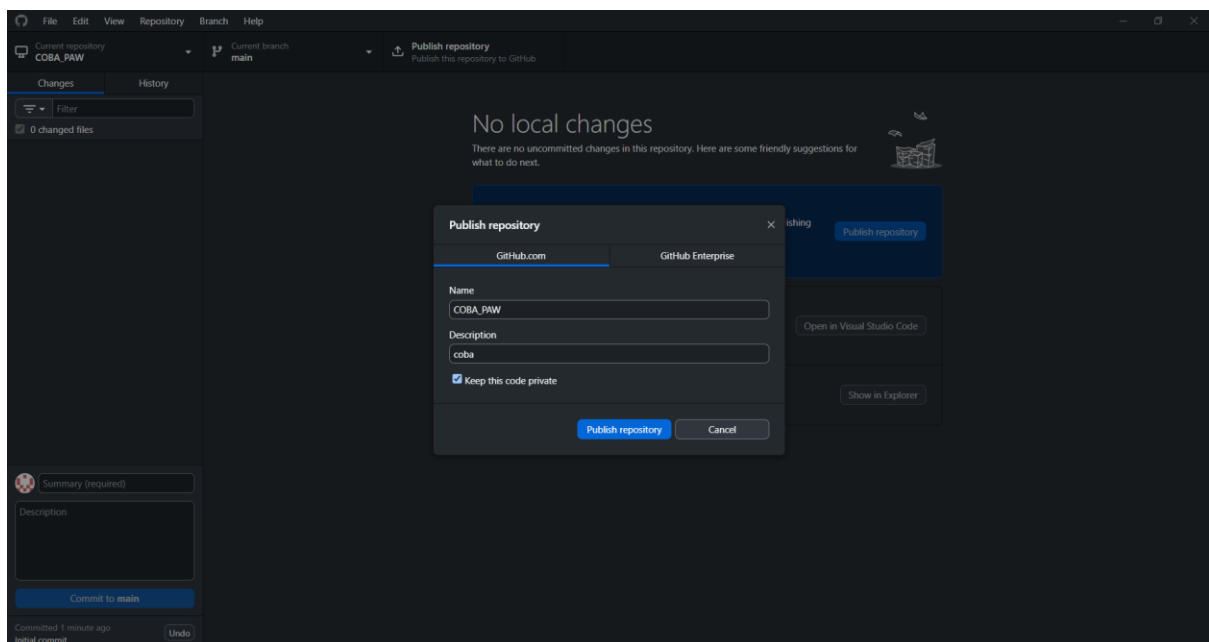 File Edit View Repository Branch Help
Current repository
COBA_PAW
Current branch
main
Publish repository
Publish this repository to GitHub
Changes History
Filter
0 changed files
No local changes
There are no uncommitted changes in this repository. Here are some friendly suggestions for
what to do next.
ishing
Publish repository
Publish repository
GitHub.com GitHub Enterprise
Name
COBA_PAW
Description
coba
Keep this code private
Publish repository Cancel
Open in Visual Studio Code
Show in Explorer
Summary (required)
Description
Commit to main
Committed 1 minute ago
Initial commit
Undo